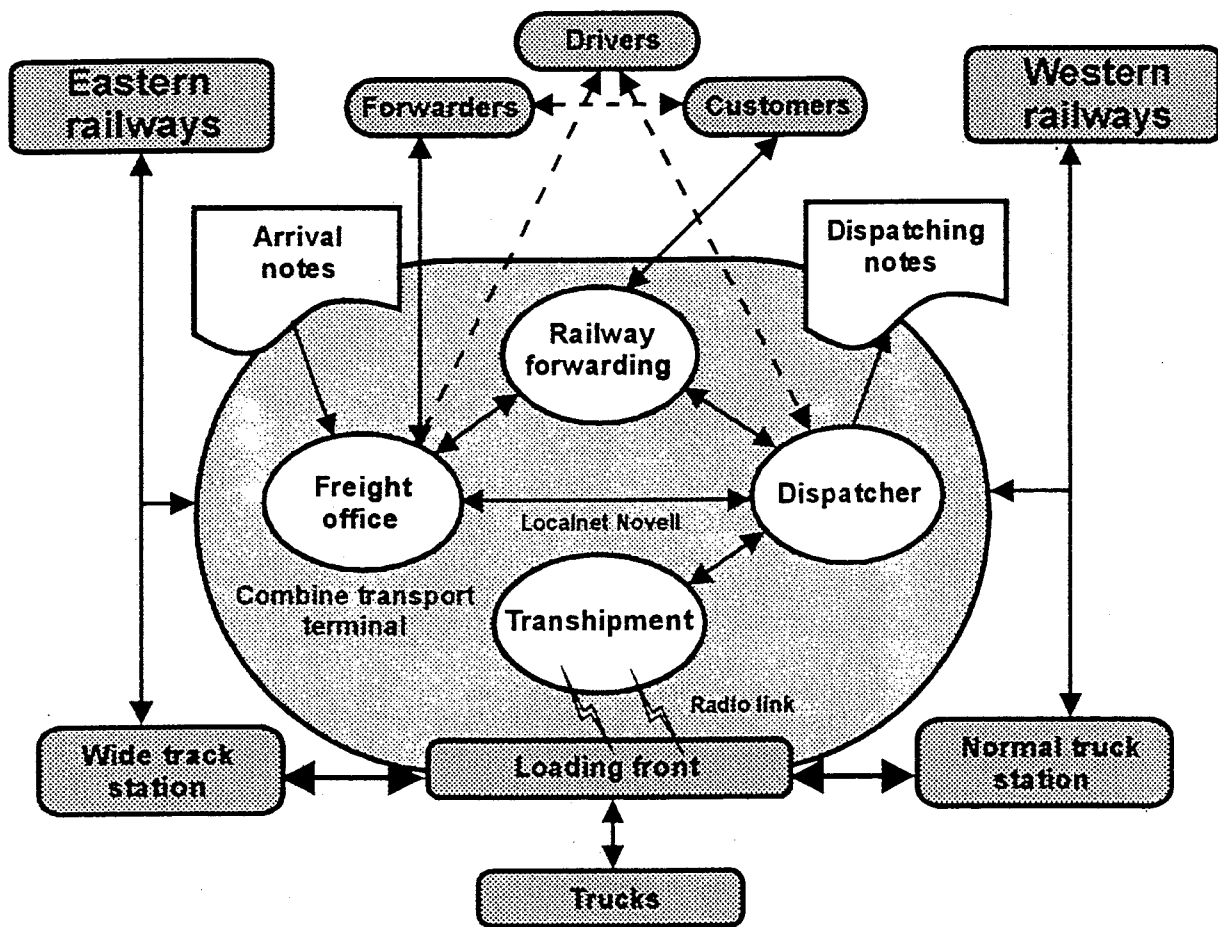 Drivers
Eastern
railways
Western
railways
Forwarders
Customers
Arrival
notes
Dispatching
notes
Railway
forwarding
Freight
office
Dispatcher
Localnet Novell
Combine transport
terminal
Transhipment
Radio link
Wide track
station
Loading front
Normal truck
station
Trucks